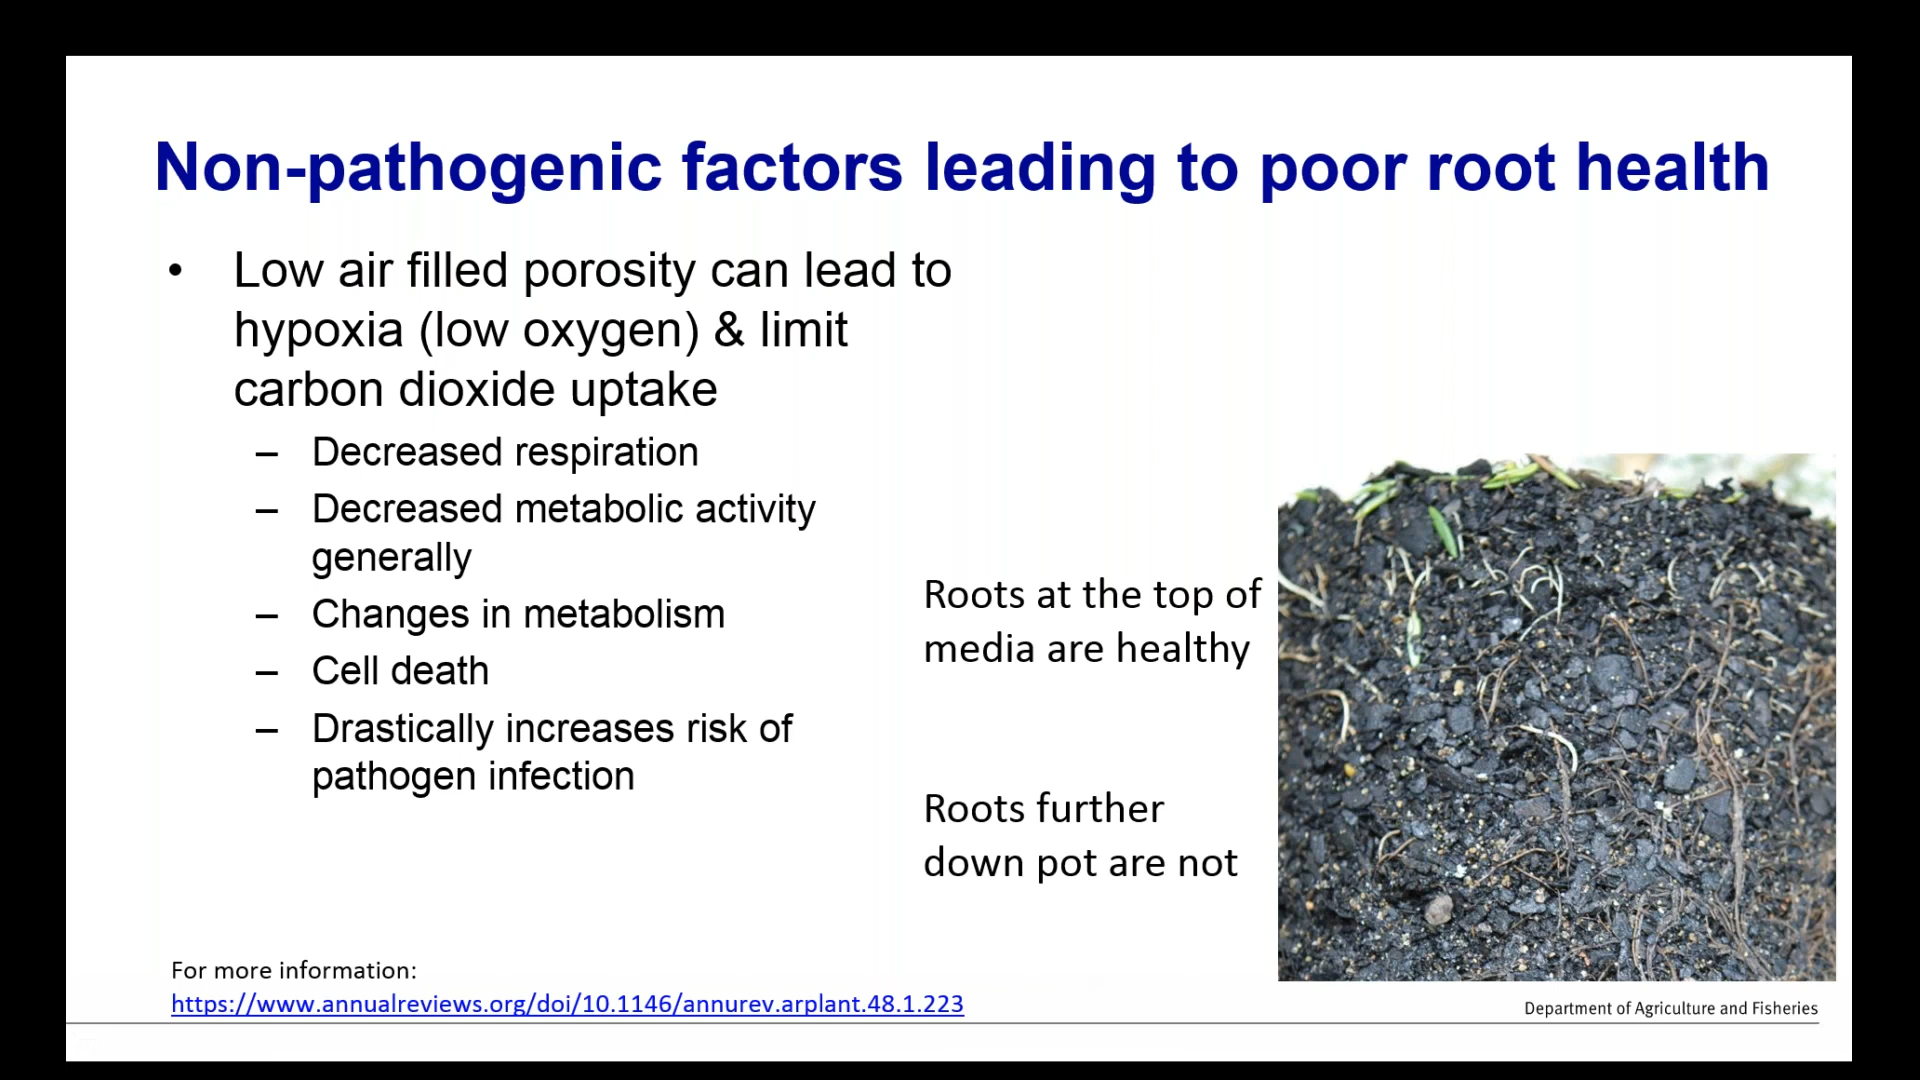 Non-pathogenic factors leading to poor root health
• Low air filled porosity can lead to
hypoxia (low oxygen) & limit
carbon dioxide uptake
– Decreased respiration
– Decreased metabolic activity
generally
– Changes in metabolism
– Cell death
– Drastically increases risk of
pathogen infection
Roots at the top of
media are healthy
Roots further
down pot are not
For more information:
https://www.annualreviews.org/doi/10.1146/annurev.arplant.48.1.223
Department of Agriculture and Fisheries